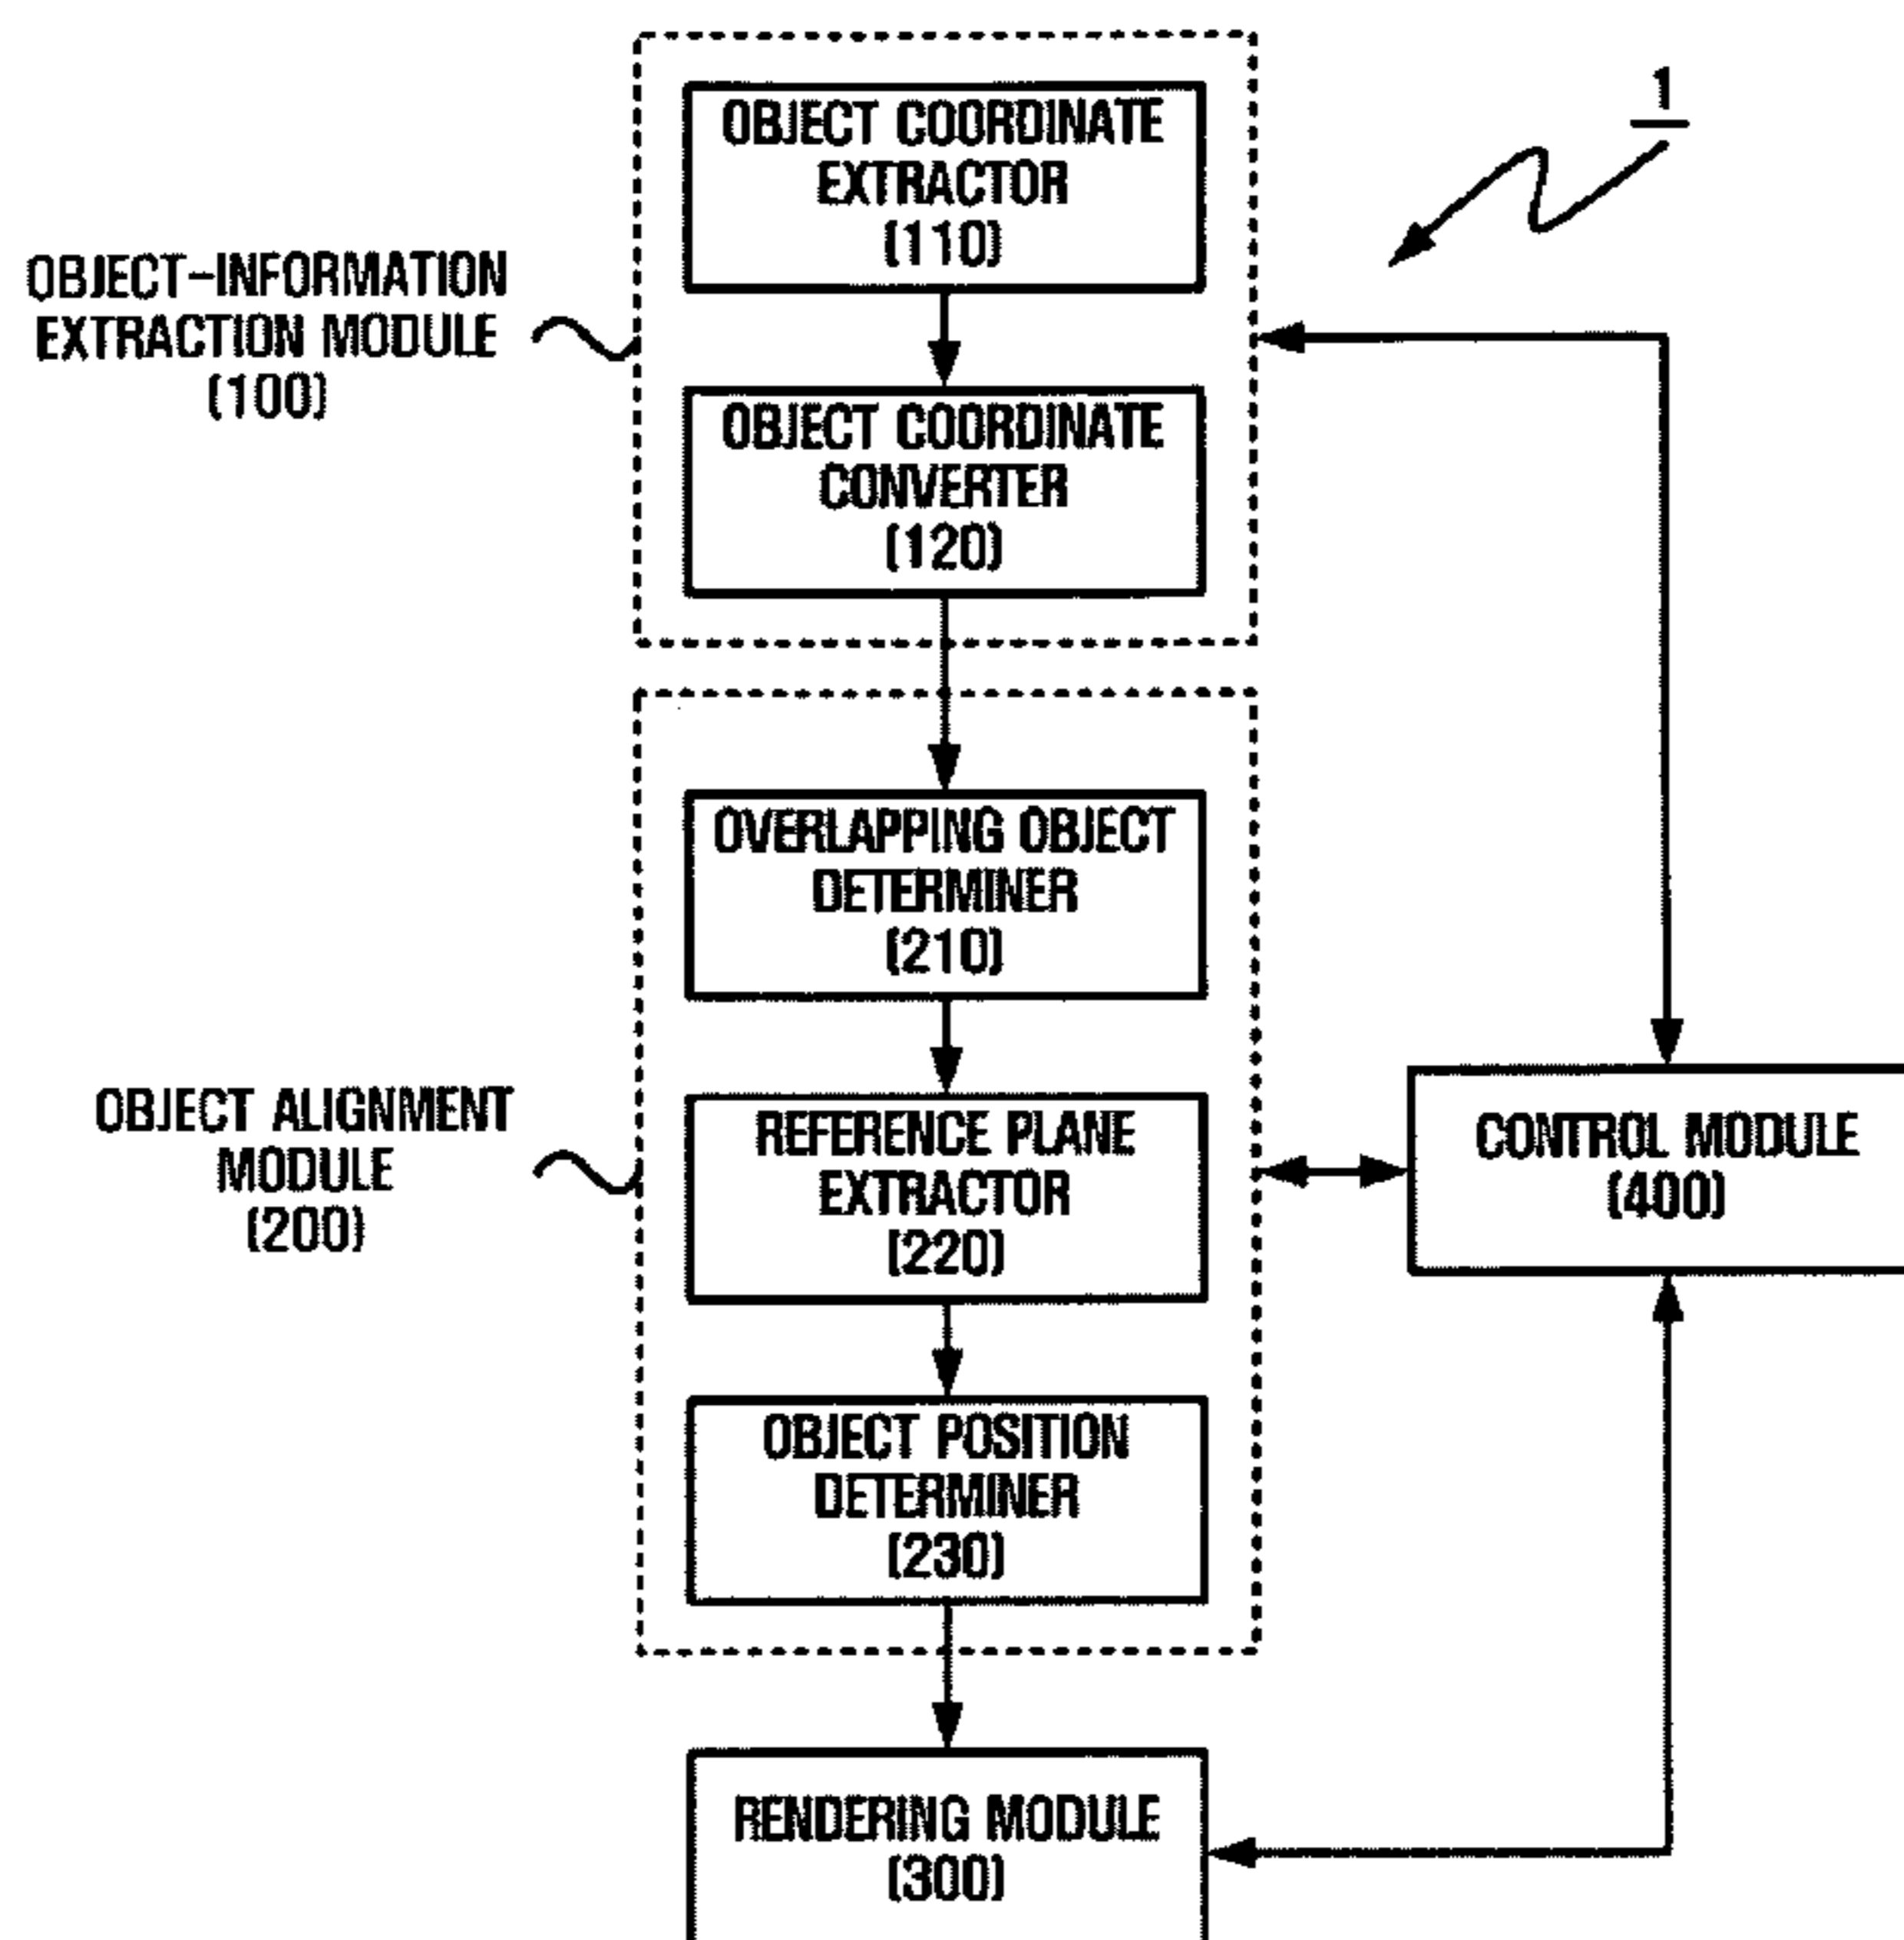 1
OBJECT COORDINATE
EXTRACTOR
(110)
OBJECT-INFORMATION
EXTRACTION MODULE
(100)
OBJECT COORDINATE
CONVERTER
(120)
OVERLAPPING OBJECT
DETERMINER
(210)
OBJECT ALIGNMENT
MODULE
(200)
REFERENCE PLANE
EXTRACTOR
(220)
CONTROL MODULE
(400)
OBJECT POSITION
DETERMINER
(230)
RENDERING MODULE
(300)